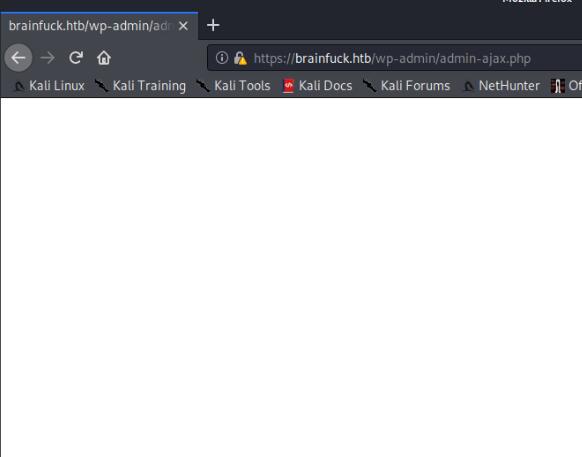 Mozilla Firefox
brainfuck.htb/wp-admin/adm
https://brainfuck.htb/wp-admin/admin-ajax.php
Kali Linux Kali Training Kali Tools Kali Docs Kali Forums NetHunter Of